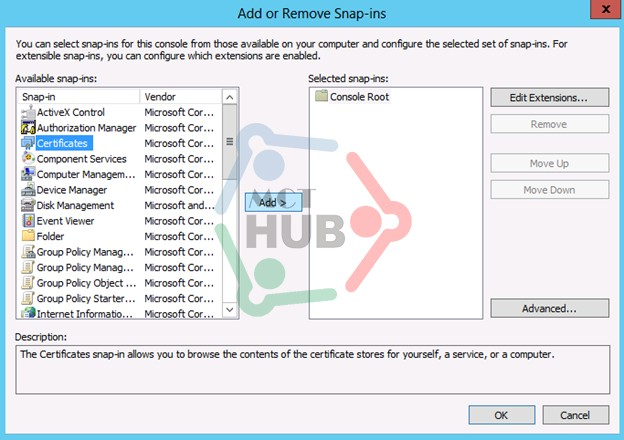 Add or Remove Snap-ins
x
You can select snap-ins for this console from those available on your computer and configure the selected set of snap-ins. For
extensible snap-ins, you can configure which extensions are enabled.
Available snap-ins:
Selected snap-ins:
Snap-in Vendor
ActiveX Control Microsoft Cor...
Authorization Manager Microsoft Cor...
Certificates Microsoft Cor...
Component Services Microsoft Cor...
Computer Managem... Microsoft Cor...
Device Manager Microsoft Cor...
Disk Management Microsoft and...
Event Viewer Microsoft Cor...
Folder Microsoft Cor...
Group Policy Manag... Microsoft Cor...
Group Policy Manag... Microsoft Cor...
Group Policy Object ... Microsoft Cor...
Group Policy Starter... Microsoft Cor...
Internet Informatio... Microsoft Cor...
Add >
MCT
HUB
Console Root
Edit Extensions...
Remove
Move Up
Move Down
Advanced...
Description:
The Certificates snap-in allows you to browse the contents of the certificate stores for yourself, a service, or a computer.
OK
Cancel